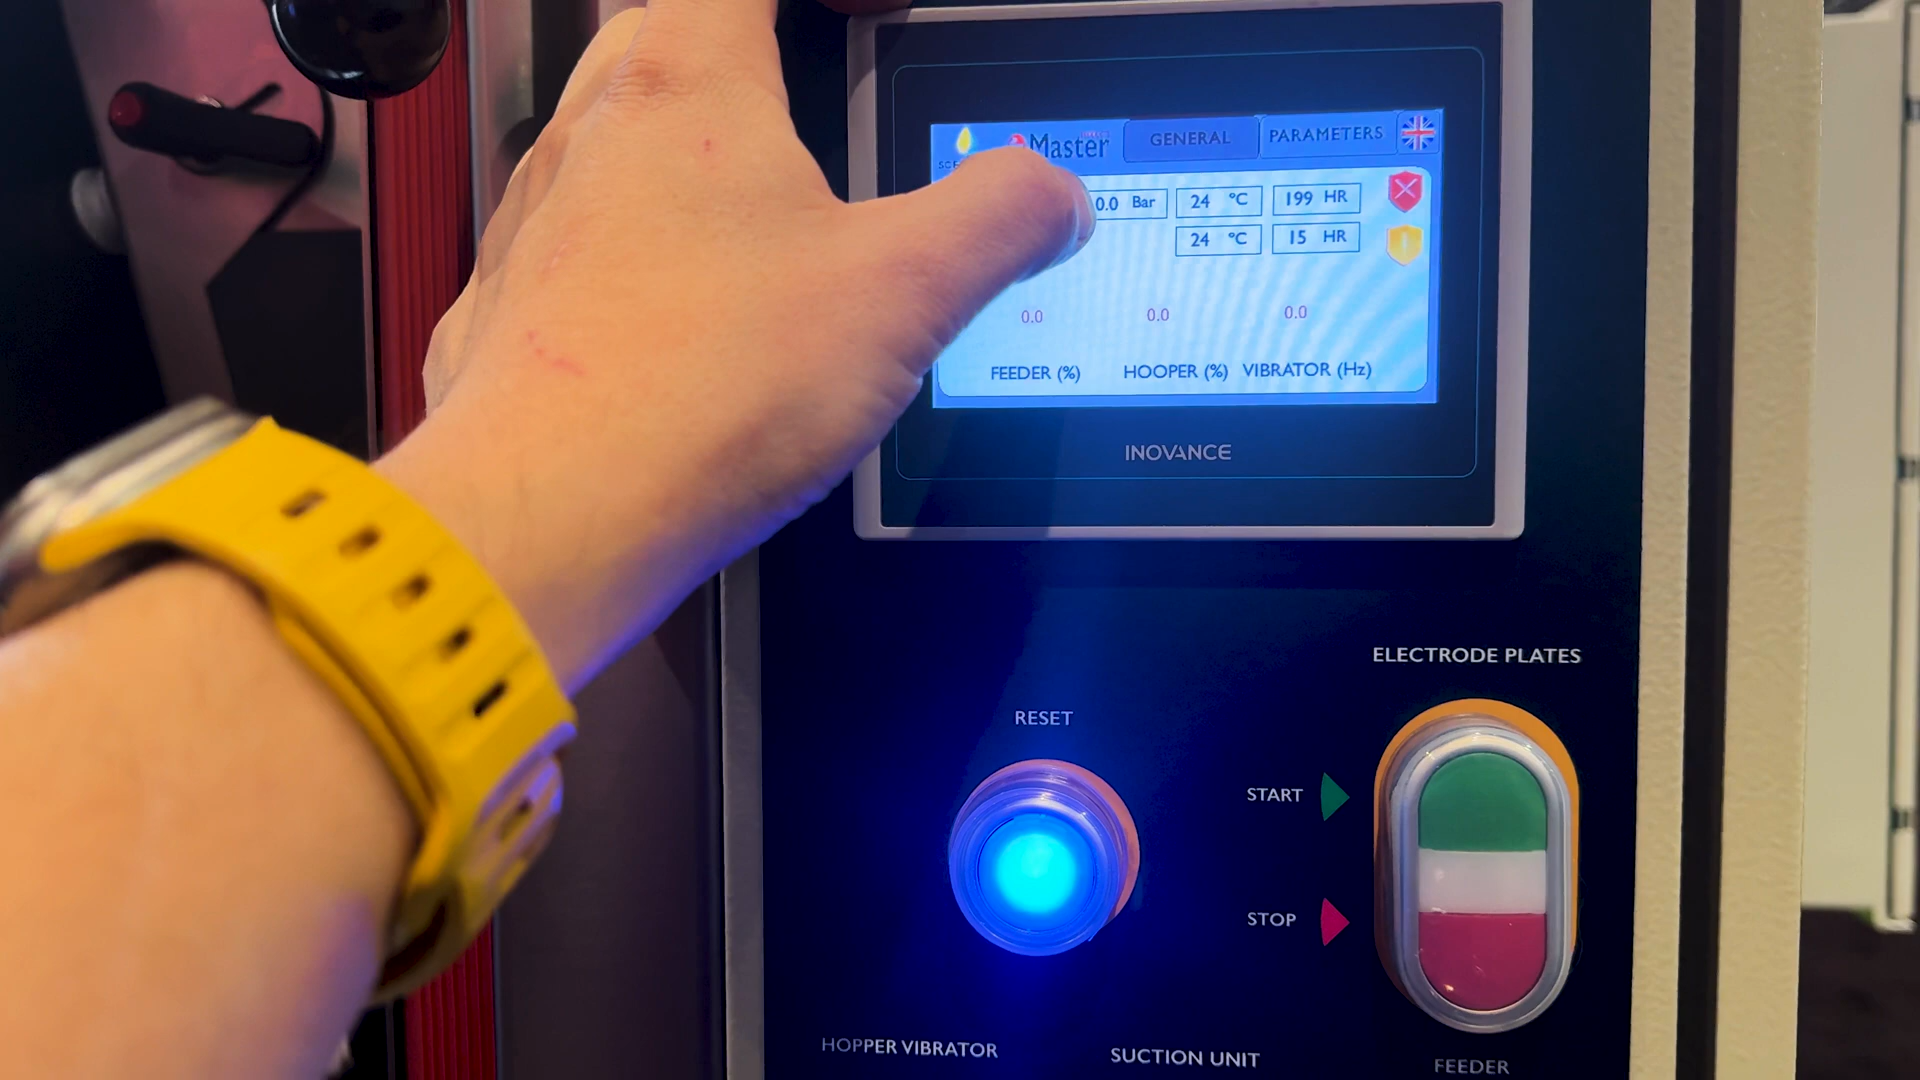 Master
GENERAL
PARAMETERS
0.0 Bar
24 °C
199 HR
24 °C
15 HR
0.0
0.0
0.0
FEEDER (%)
HOOPER (%)
VIBRATOR (Hz)
INOVANCE
ELECTRODE PLATES
RESET
START
STOP
HOPPER VIBRATOR
SUCTION UNIT
FEEDER